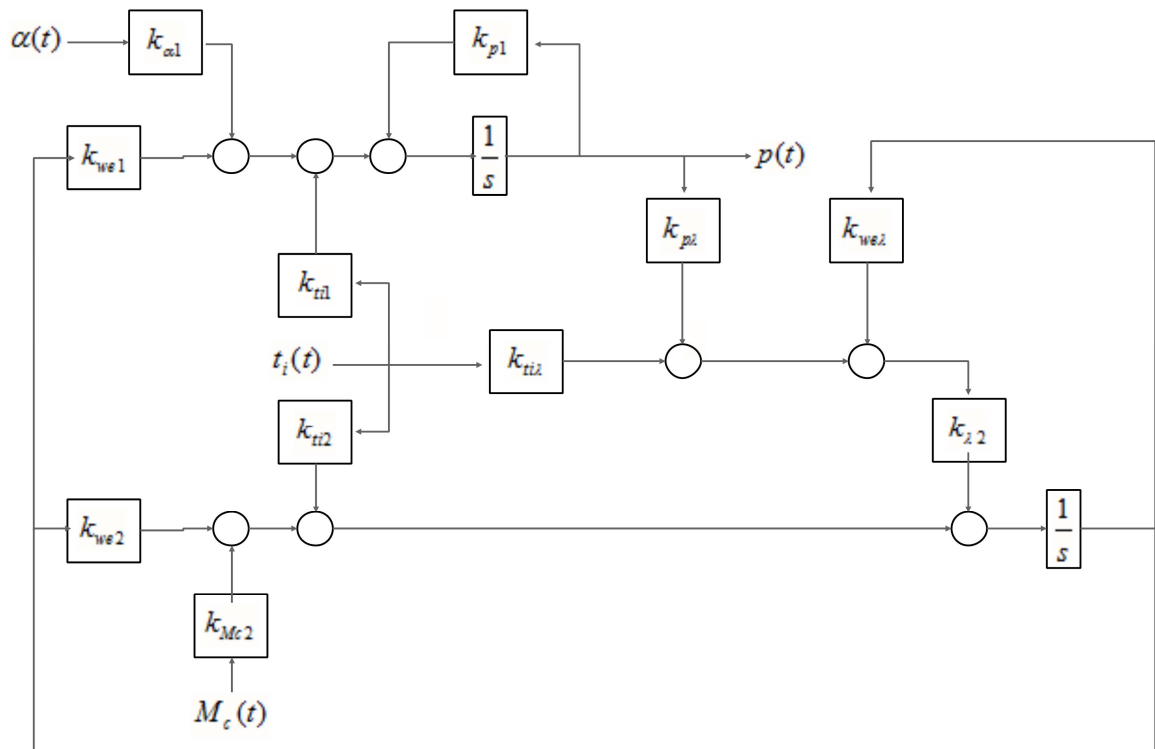 α(t)
k_α1
k_p1
k_we1
1/s
p(t)
k_pλ
k_weλ
k_ti1
t_i(t)
k_tiλ
k_ti2
k_λ2
k_we2
1/s
k_Mc2
M_c(t)